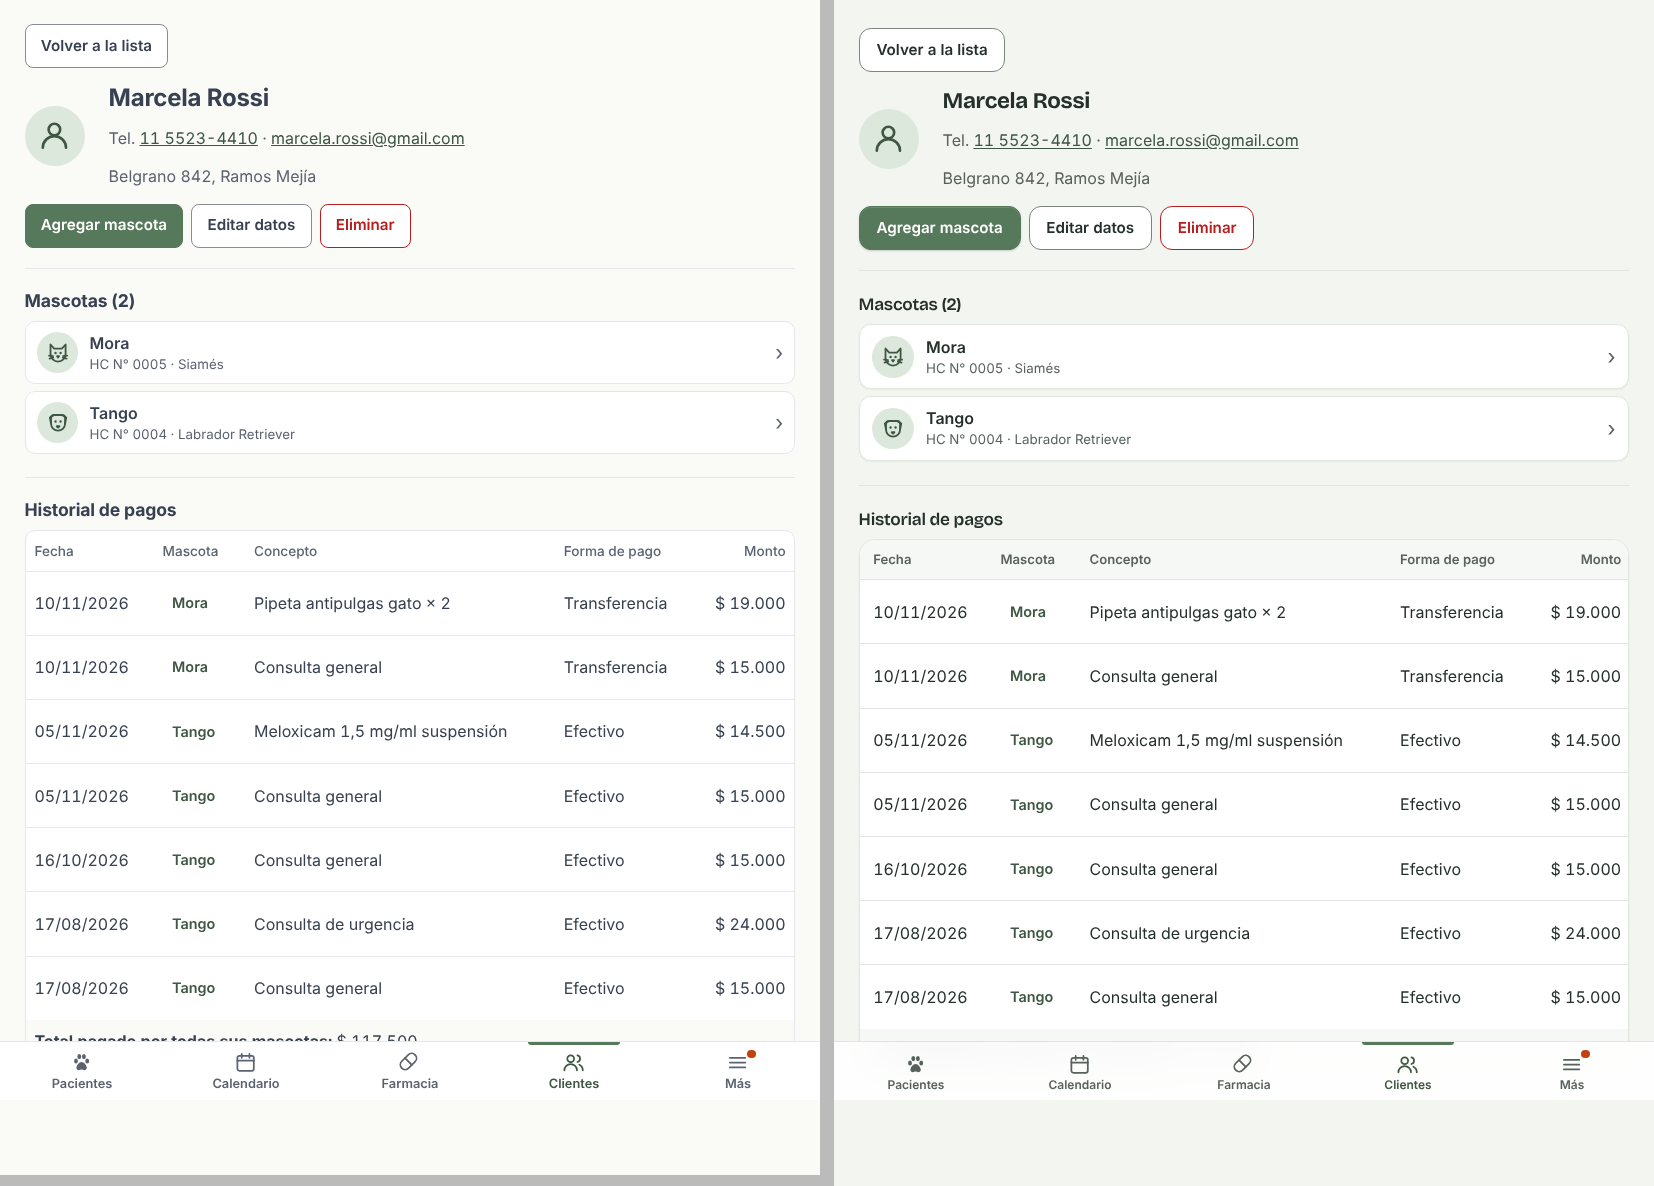 Volver a la lista
Marcela Rossi
Tel. 11 5523-4410 · marcela.rossi@gmail.com
Belgrano 842, Ramos Mejía
Agregar mascota Editar datos Eliminar
Mascotas (2)
Mora
HC N° 0005 · Siamés
Tango
HC N° 0004 · Labrador Retriever
Historial de pagos
Fecha Mascota Concepto Forma de pago Monto
10/11/2026 Mora Pipeta antipulgas gato × 2 Transferencia $ 19.000
10/11/2026 Mora Consulta general Transferencia $ 15.000
05/11/2026 Tango Meloxicam 1,5 mg/ml suspensión Efectivo $ 14.500
05/11/2026 Tango Consulta general Efectivo $ 15.000
16/10/2026 Tango Consulta general Efectivo $ 15.000
17/08/2026 Tango Consulta de urgencia Efectivo $ 24.000
17/08/2026 Tango Consulta general Efectivo $ 15.000
Total pagado por todas sus mascotas: $ 117.500
Pacientes Calendario Farmacia Clientes Más
Volver a la lista
Marcela Rossi
Tel. 11 5523-4410 · marcela.rossi@gmail.com
Belgrano 842, Ramos Mejía
Agregar mascota Editar datos Eliminar
Mascotas (2)
Mora
HC N° 0005 · Siamés
Tango
HC N° 0004 · Labrador Retriever
Historial de pagos
Fecha Mascota Concepto Forma de pago Monto
10/11/2026 Mora Pipeta antipulgas gato × 2 Transferencia $ 19.000
10/11/2026 Mora Consulta general Transferencia $ 15.000
05/11/2026 Tango Meloxicam 1,5 mg/ml suspensión Efectivo $ 14.500
05/11/2026 Tango Consulta general Efectivo $ 15.000
16/10/2026 Tango Consulta general Efectivo $ 15.000
17/08/2026 Tango Consulta de urgencia Efectivo $ 24.000
17/08/2026 Tango Consulta general Efectivo $ 15.000
Pacientes Calendario Farmacia Clientes Más